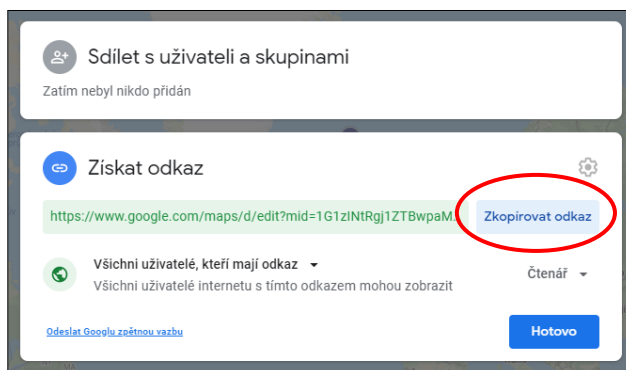 Sdílet s uživateli a skupinami
Zatím nebyl nikdo přidán
Získat odkaz
https://www.google.com/maps/d/edit?mid=1G1zINtRgj1ZTBwpaM...
Zkopírovat odkaz
Všichni uživatelé, kteří mají odkaz
Všichni uživatelé internetu s tímto odkazem mohou zobrazit
Čtenář
Odeslat Googlu zpětnou vazbu
Hotovo